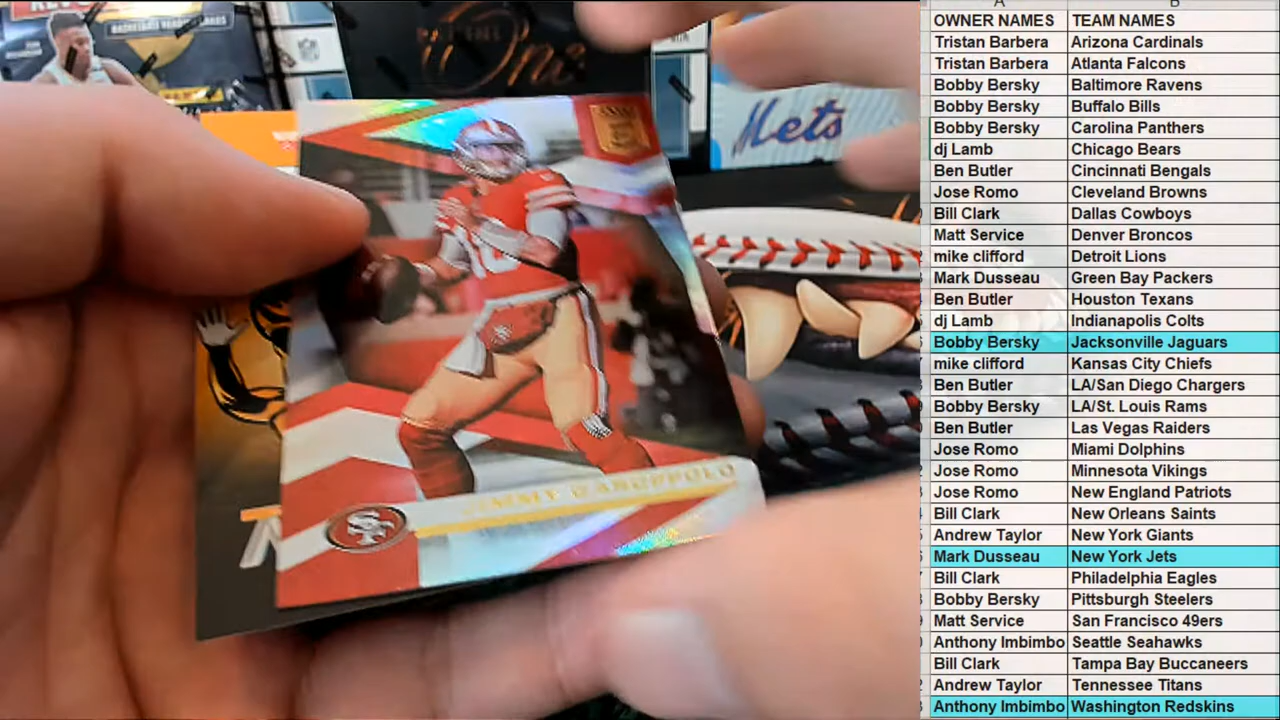 Mets
JIMMY GAROPPOLO
SF
A B
OWNER NAMES TEAM NAMES
Tristan Barbera Arizona Cardinals
Tristan Barbera Atlanta Falcons
Bobby Bersky Baltimore Ravens
Bobby Bersky Buffalo Bills
Bobby Bersky Carolina Panthers
dj Lamb Chicago Bears
Ben Butler Cincinnati Bengals
Jose Romo Cleveland Browns
Bill Clark Dallas Cowboys
Matt Service Denver Broncos
mike clifford Detroit Lions
Mark Dusseau Green Bay Packers
Ben Butler Houston Texans
dj Lamb Indianapolis Colts
Bobby Bersky Jacksonville Jaguars
mike clifford Kansas City Chiefs
Ben Butler LA/San Diego Chargers
Bobby Bersky LA/St. Louis Rams
Ben Butler Las Vegas Raiders
Jose Romo Miami Dolphins
Jose Romo Minnesota Vikings
Jose Romo New England Patriots
Bill Clark New Orleans Saints
Andrew Taylor New York Giants
Mark Dusseau New York Jets
Bill Clark Philadelphia Eagles
Bobby Bersky Pittsburgh Steelers
Matt Service San Francisco 49ers
Anthony Imbimbo Seattle Seahawks
Bill Clark Tampa Bay Buccaneers
Andrew Taylor Tennessee Titans
Anthony Imbimbo Washington Redskins